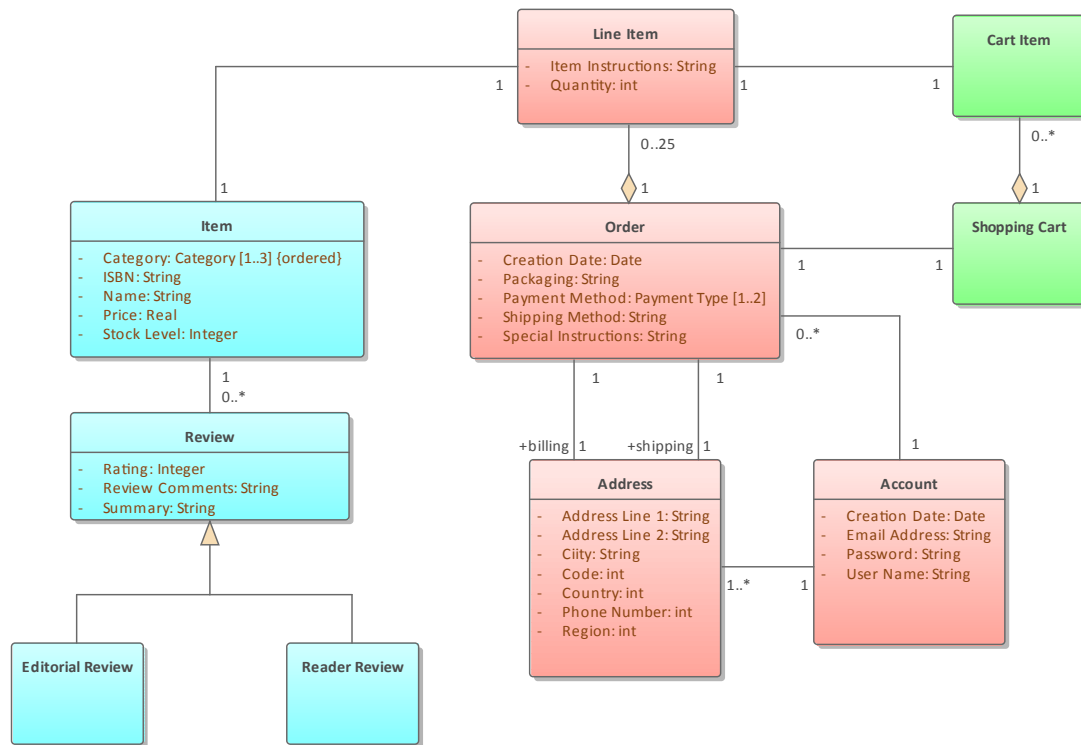 Line Item
- Item Instructions: String
- Quantity: int
Cart Item
1
1
1
1
0..25
1
0..*
1
Item
- Category: Category [1..3] {ordered}
- ISBN: String
- Name: String
- Price: Real
- Stock Level: Integer
Order
- Creation Date: Date
- Packaging: String
- Payment Method: Payment Type [1..2]
- Shipping Method: String
- Special Instructions: String
Shopping Cart
1
1
0..*
1
0..*
1
1
Review
- Rating: Integer
- Review Comments: String
- Summary: String
+billing 1
+shipping 1
1
Address
- Address Line 1: String
- Address Line 2: String
- Ciity: String
- Code: int
- Country: int
- Phone Number: int
- Region: int
Account
- Creation Date: Date
- Email Address: String
- Password: String
- User Name: String
1..*
1
Editorial Review
Reader Review